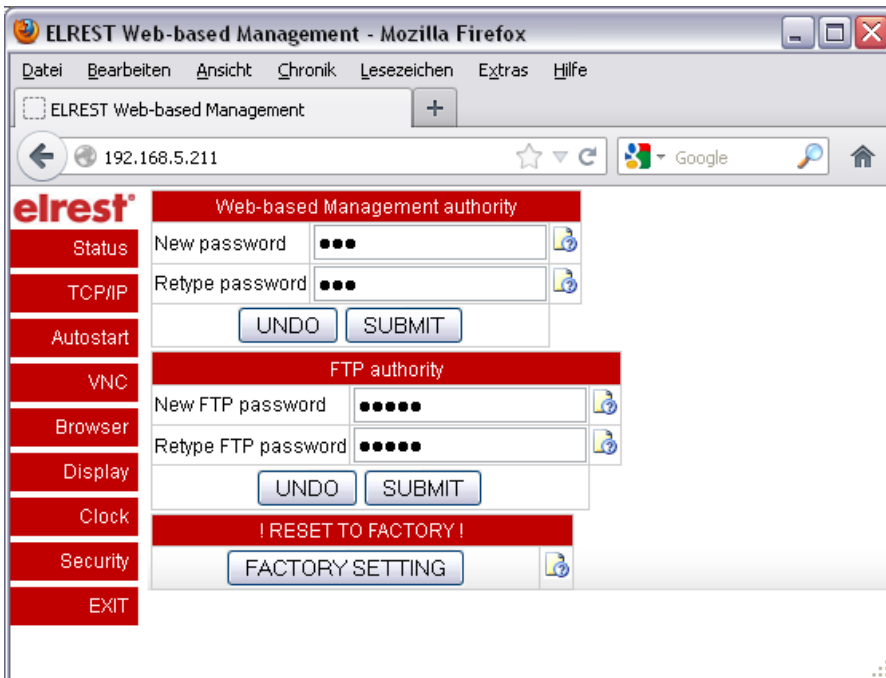 ELREST Web-based Management - Mozilla Firefox
Datei Bearbeiten Ansicht Chronik Lesezeichen Extras Hilfe
ELREST Web-based Management +
192.168.5.211 Google
elrest
Status
TCP/IP
Autostart
VNC
Browser
Display
Clock
Security
EXIT
Web-based Management authority
New password •••
Retype password •••
UNDO SUBMIT
FTP authority
New FTP password •••••
Retype FTP password •••••
UNDO SUBMIT
! RESET TO FACTORY !
FACTORY SETTING